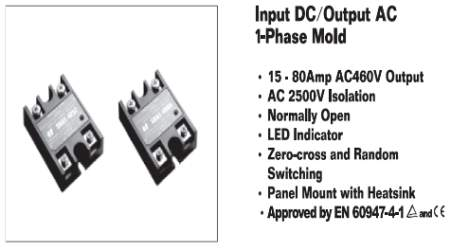 Input DC/Output AC
1-Phase Mold
· 15 - 80Amp AC460V Output
· AC 2500V Isolation
· Normally Open
· LED Indicator
· Zero-cross and Random
Switching
· Panel Mount with Heatsink
· Approved by EN 60947-4-1 and CE